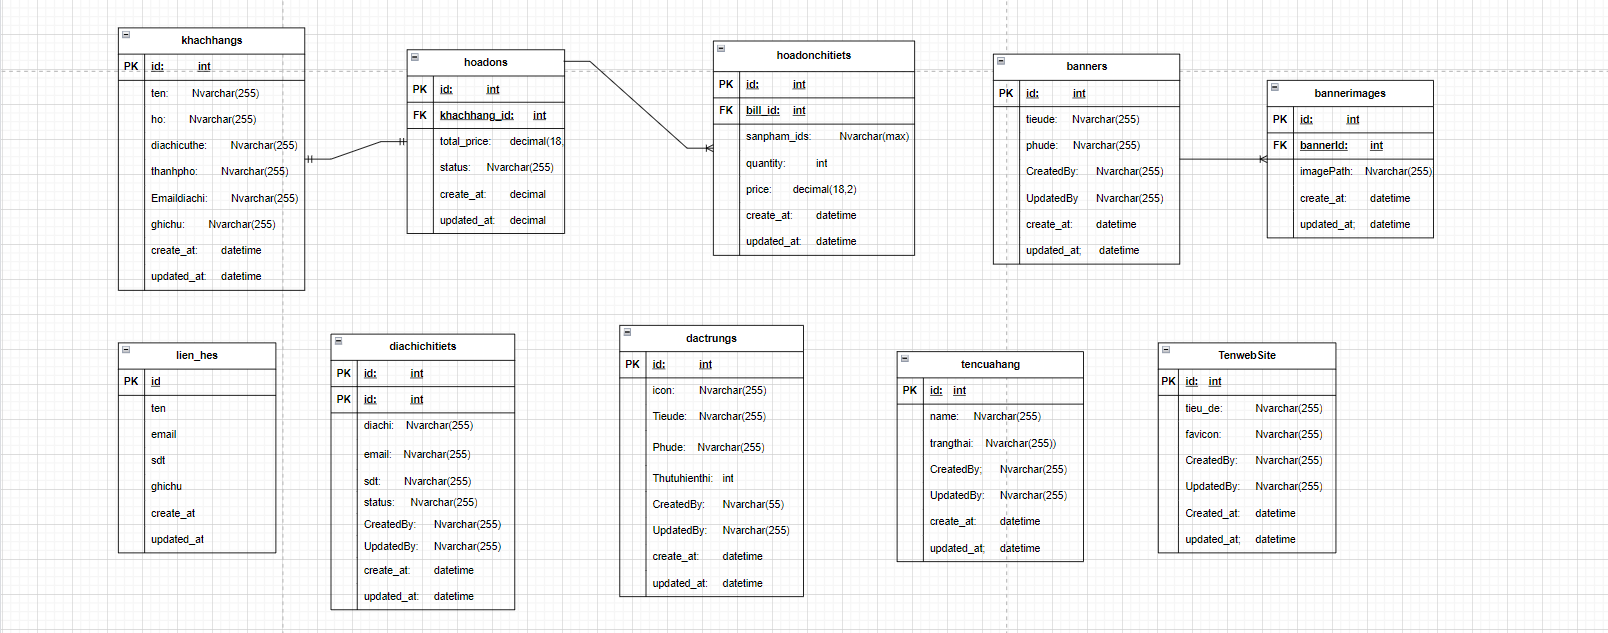 khachhangs
PK id: int
ten: Nvarchar(255)
ho: Nvarchar(255)
diachicuthe: Nvarchar(255)
thanhpho: Nvarchar(255)
Emaildiachi: Nvarchar(255)
ghichu: Nvarchar(255)
create_at: datetime
updated_at: datetime
hoadons
PK id: int
FK khachhang_id: int
total_price: decimal(18,
status: Nvarchar(255)
create_at: decimal
updated_at: decimal
hoadonchitiets
PK id: int
FK bill_id: int
sanpham_ids: Nvarchar(max)
quantity: int
price: decimal(18,2)
create_at: datetime
updated_at: datetime
banners
PK id: int
tieude: Nvarchar(255)
phude: Nvarchar(255)
CreatedBy: Nvarchar(255)
UpdatedBy Nvarchar(255)
create_at: datetime
updated_at; datetime
bannerimages
PK id: int
FK bannerId: int
imagePath: Nvarchar(255)
create_at: datetime
updated_at; datetime
lien_hes
PK id
ten
email
sdt
ghichu
create_at
updated_at
diachichitiets
PK id: int
PK id: int
diachi: Nvarchar(255)
email: Nvarchar(255)
sdt: Nvarchar(255)
status: Nvarchar(255)
CreatedBy: Nvarchar(255)
UpdatedBy: Nvarchar(255)
create_at: datetime
updated_at: datetime
dactrungs
PK id: int
icon: Nvarchar(255)
Tieude: Nvarchar(255)
Phude: Nvarchar(255)
Thutuhienthi: int
CreatedBy: Nvarchar(55)
UpdatedBy: Nvarchar(255)
create_at: datetime
updated_at: datetime
tencuahang
PK id: int
name: Nvarchar(255)
trangthai: Nvarchar(255))
CreatedBy; Nvarchar(255)
UpdatedBy: Nvarchar(255)
create_at: datetime
updated_at; datetime
TenwebSite
PK id: int
tieu_de: Nvarchar(255)
favicon: Nvarchar(255)
CreatedBy: Nvarchar(255)
UpdatedBy: Nvarchar(255)
Created_at: datetime
updated_at; datetime